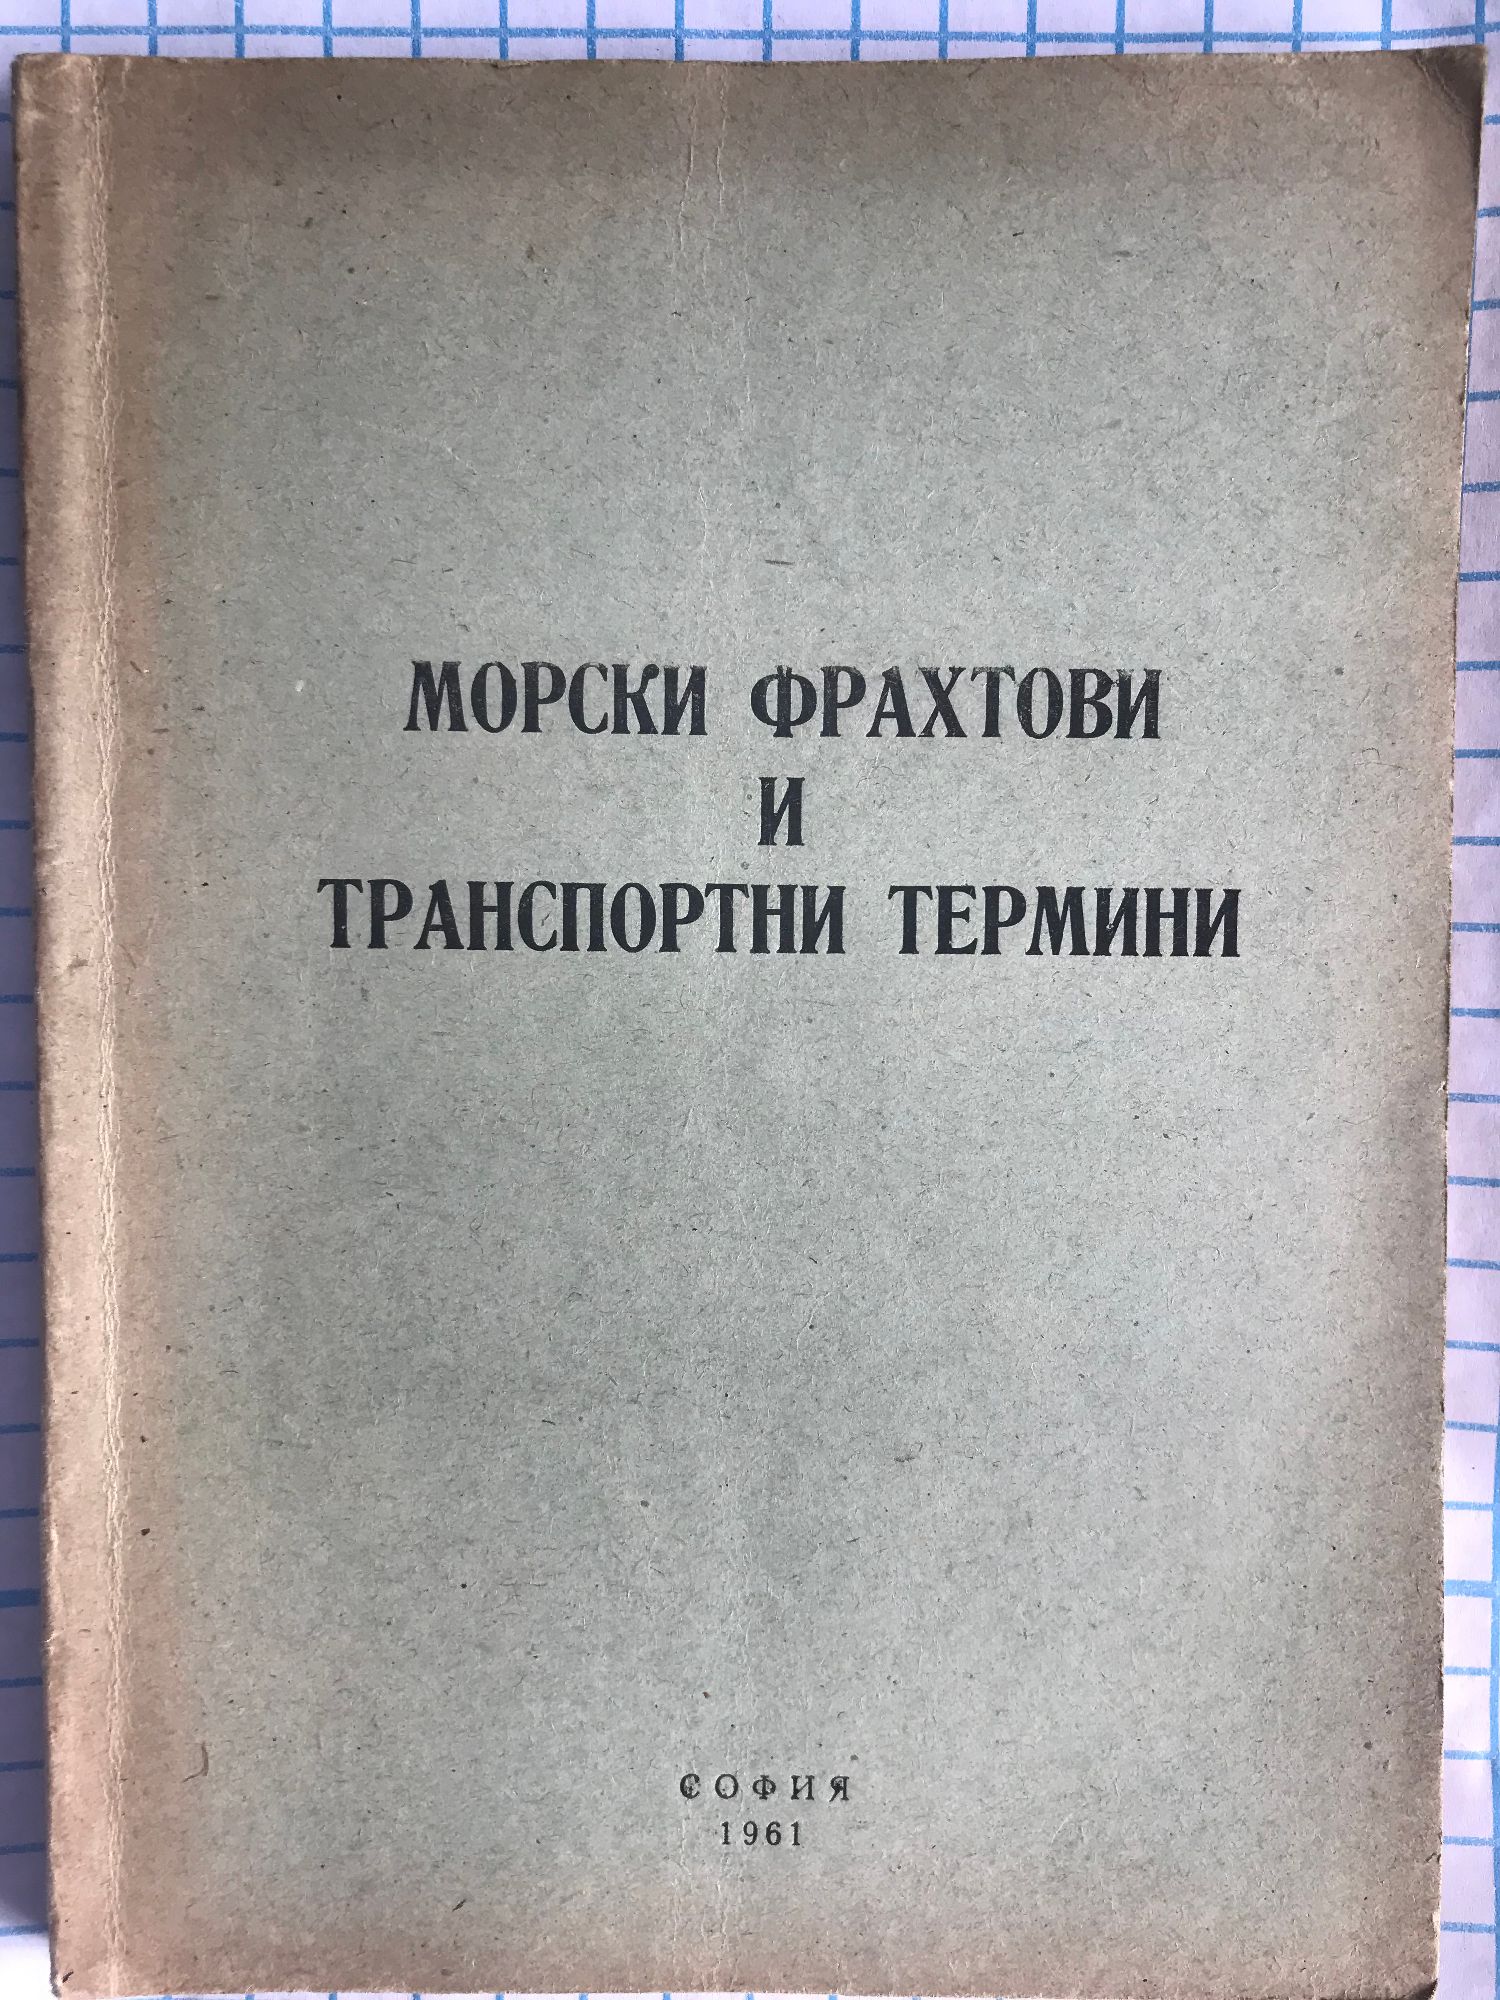 МОРСКИ ФРАХТОВИ
И
ТРАНСПОРТНИ ТЕРМИНИ
СОФИЯ
1961